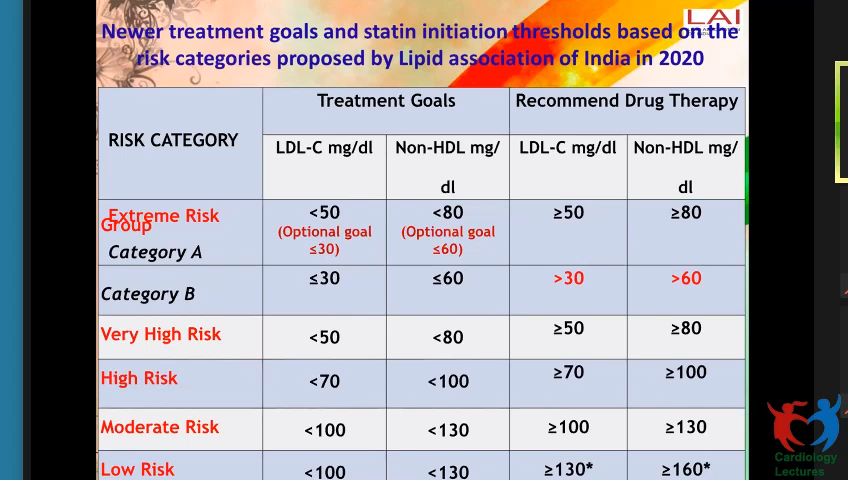 LAI
Newer treatment goals and statin initiation thresholds based on the
risk categories proposed by Lipid association of India in 2020
RISK CATEGORY
Treatment Goals
Recommend Drug Therapy
LDL-C mg/dl
Non-HDL mg/
dl
LDL-C mg/dl
Non-HDL mg/
dl
Extreme Risk
Group
Category A
<50
(Optional goal
≤30)
<80
(Optional goal
≤60)
≥50
≥80
Category B
≤30
≤60
>30
>60
Very High Risk
<50
<80
≥50
≥80
High Risk
<70
<100
≥70
≥100
Moderate Risk
<100
<130
≥100
≥130
Low Risk
<100
<130
≥130*
≥160*
Cardiology
Lectures